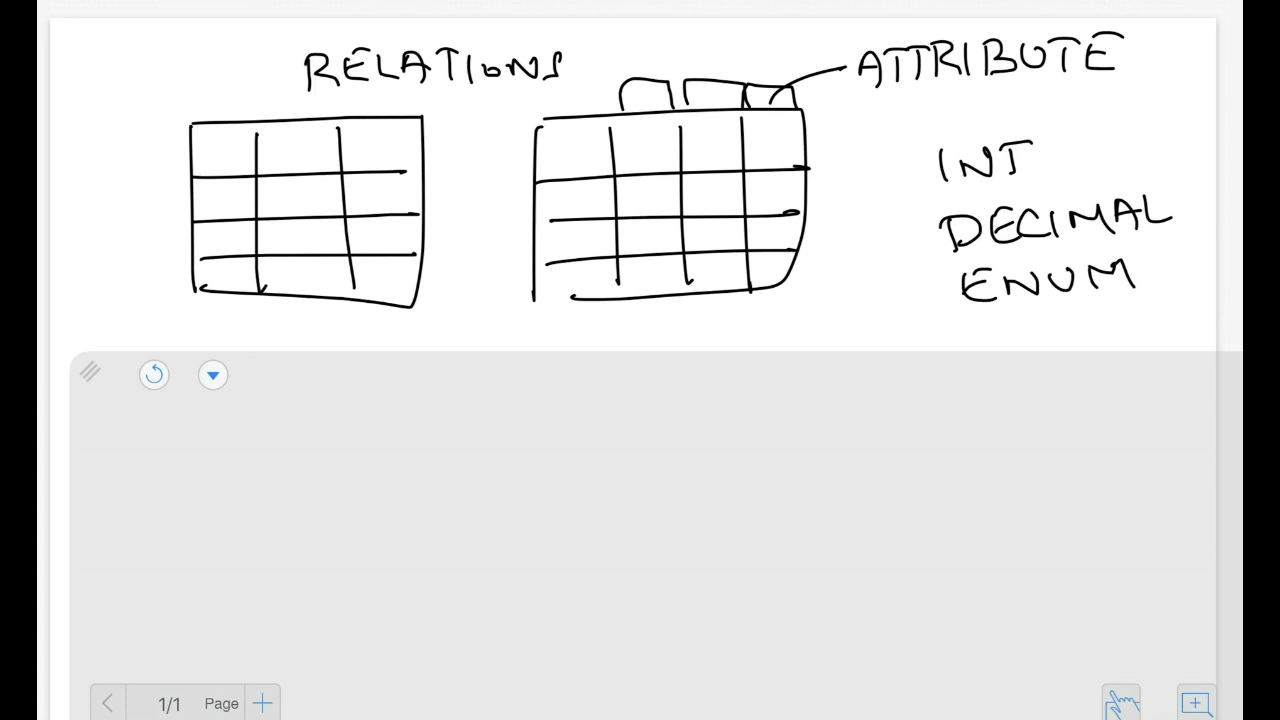 RELATIONS
ATTRIBUTE
INT
DECIMAL
ENUM
1/1 Page